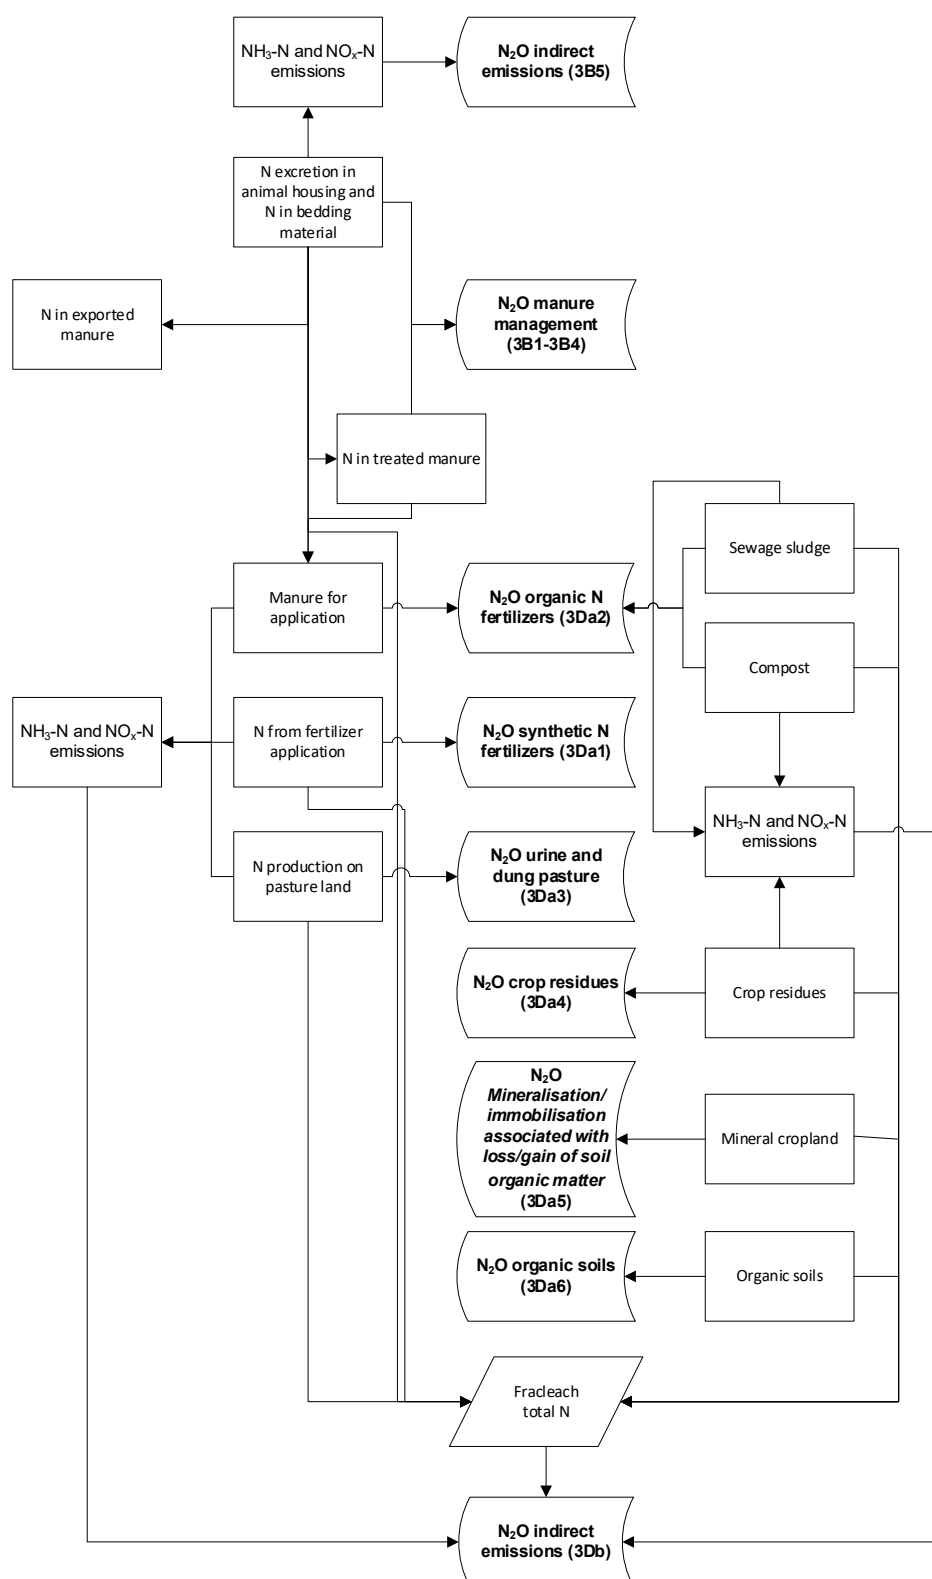 NH₃-N and NOₓ-N
emissions
N₂O indirect
emissions (3B5)
N excretion in
animal housing and
N in bedding
material
N in exported
manure
N₂O manure
management
(3B1-3B4)
N in treated manure
Sewage sludge
Manure for
application
N₂O organic N
fertilizers (3Da2)
Compost
NH₃-N and NOₓ-N
emissions
N from fertilizer
application
N₂O synthetic N
fertilizers (3Da1)
NH₃-N and NOₓ-N
emissions
N production on
pasture land
N₂O urine and
dung pasture
(3Da3)
N₂O crop residues
(3Da4)
Crop residues
N₂O
Mineralisation/
immobilisation
associated with
loss/gain of soil
organic matter
(3Da5)
Mineral cropland
N₂O organic soils
(3Da6)
Organic soils
Fracleach
total N
N₂O indirect
emissions (3Db)